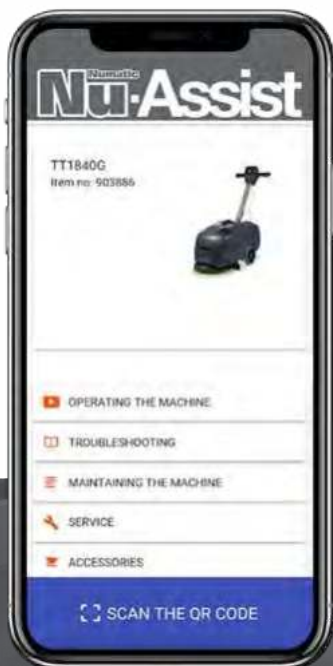 Numatic
Nu-Assist
TT1840G
Item no: 903886
OPERATING THE MACHINE
TROUBLESHOOTING
MAINTAINING THE MACHINE
SERVICE
ACCESSORIES
SCAN THE QR CODE